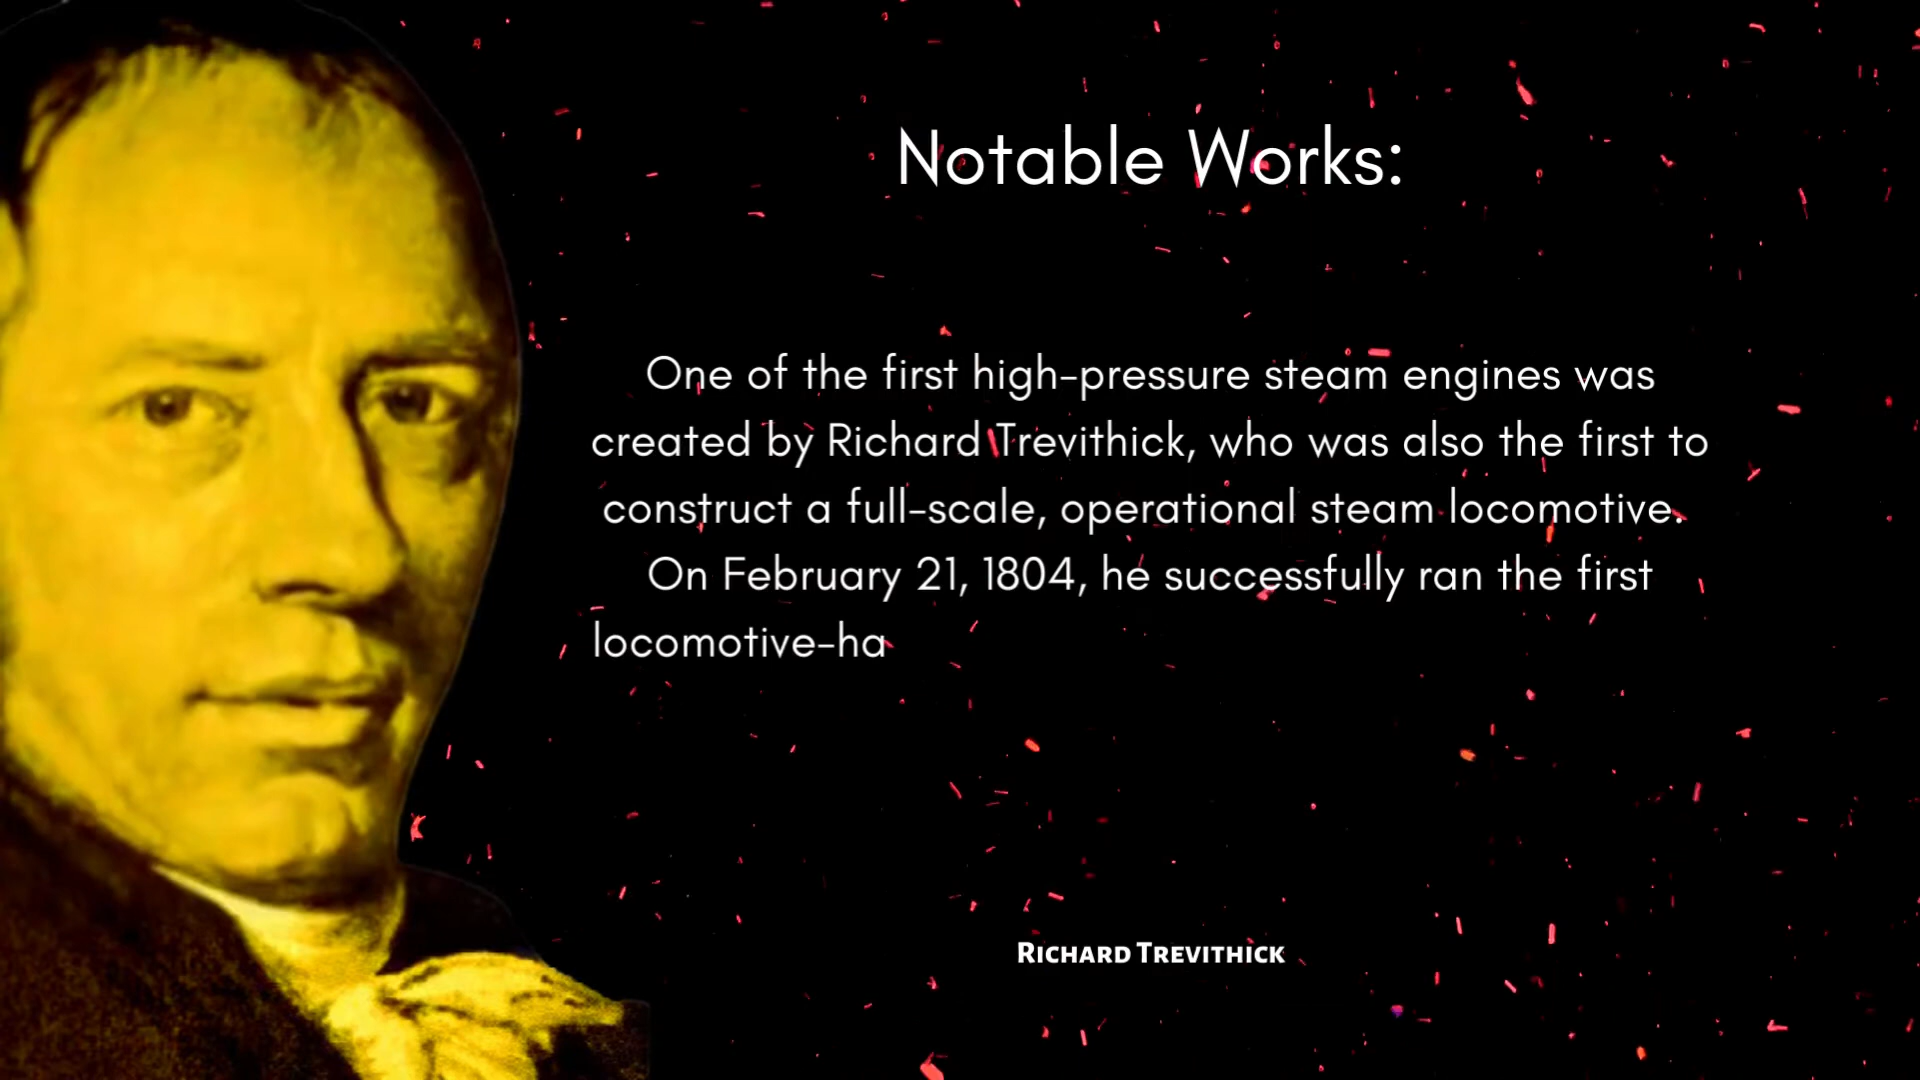 Notable Works:
One of the first high-pressure steam engines was
created by Richard Trevithick, who was also the first to
construct a full-scale, operational steam locomotive.
On February 21, 1804, he successfully ran the first
locomotive-ha
Richard Trevithick